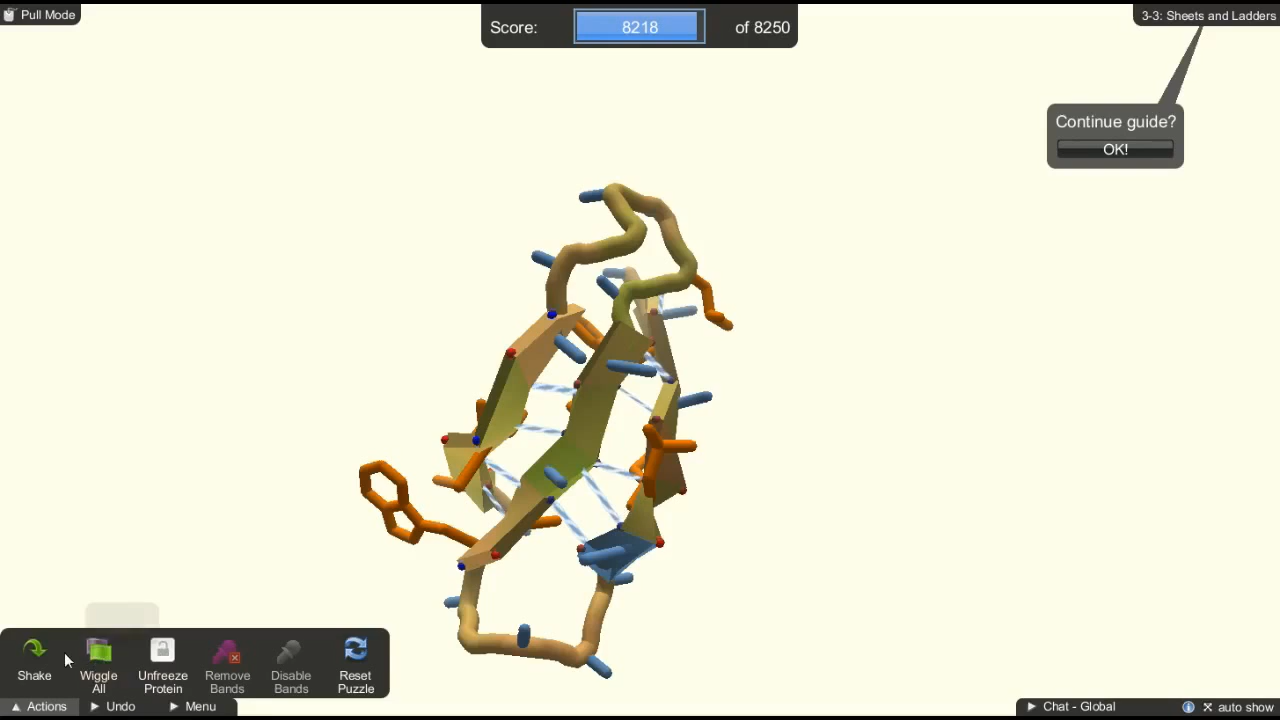 Pull Mode
Score: 8218 of 8250
3-3: Sheets and Ladders
Continue guide?
OK!
Shake
Wiggle All
Unfreeze Protein
Remove Bands
Disable Bands
Reset Puzzle
Actions
Undo
Menu
Chat - Global
auto show